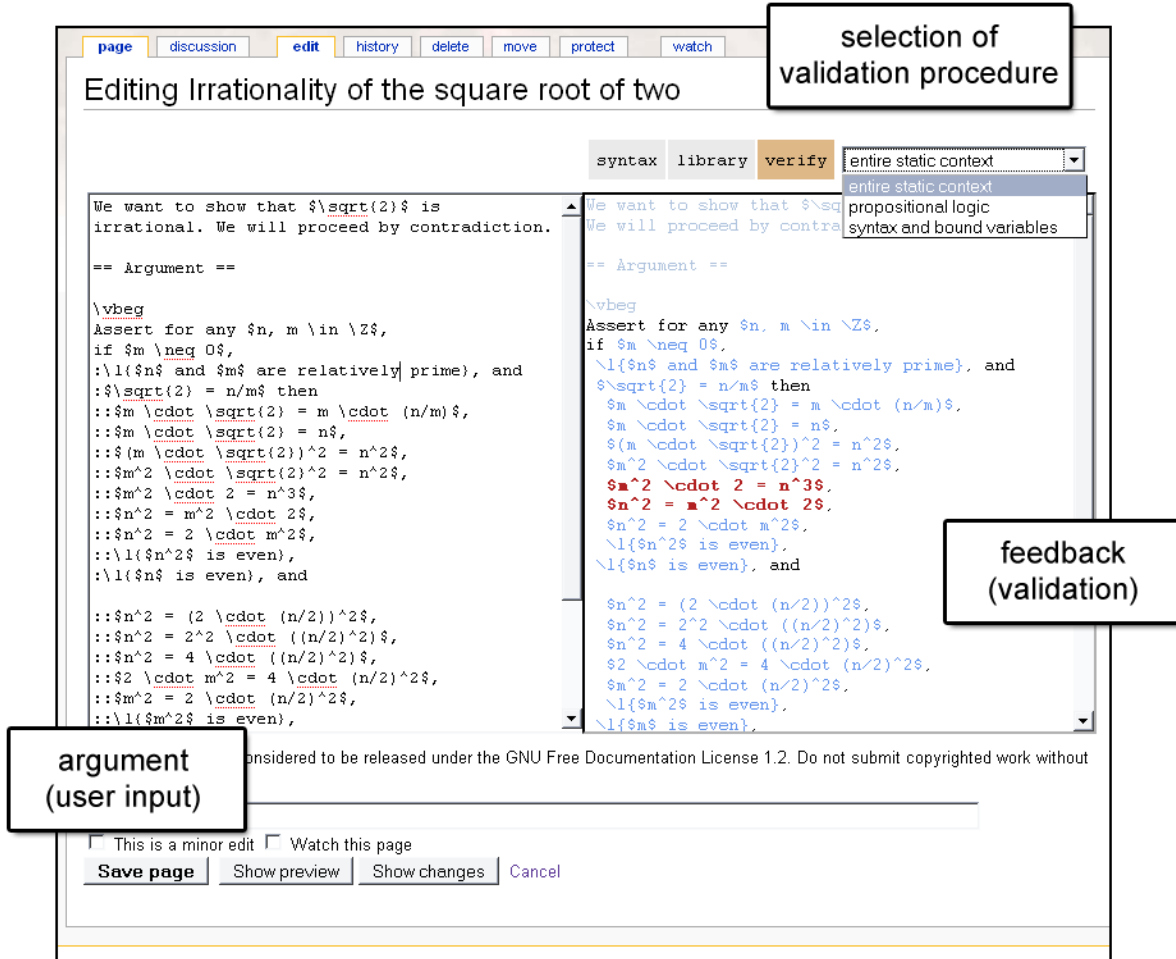 page discussion edit history delete move protect watch
selection of
validation procedure
Editing Irrationality of the square root of two
syntax library verify entire static context
entire static context
propositional logic
syntax and bound variables
We want to show that $\sqrt{2}$ is
irrational. We will proceed by contradiction.
== Argument ==
\vbeg
Assert for any $n, m \in \Z$,
if $m \neq 0$,
:\l{$n$ and $m$ are relatively prime}, and
:$\sqrt{2} = n/m$ then
::$m \cdot \sqrt{2} = m \cdot (n/m)$,
::$m \cdot \sqrt{2} = n$,
::$(m \cdot \sqrt{2})^2 = n^2$,
::$m^2 \cdot \sqrt{2}^2 = n^2$,
::$m^2 \cdot 2 = n^3$,
::$n^2 = m^2 \cdot 2$,
::$n^2 = 2 \cdot m^2$,
::\l{$n^2$ is even},
:\l{$n$ is even}, and
::$n^2 = (2 \cdot (n/2))^2$,
::$n^2 = 2^2 \cdot ((n/2)^2)$,
::$n^2 = 4 \cdot ((n/2)^2)$,
::$2 \cdot m^2 = 4 \cdot (n/2)^2$,
::$m^2 = 2 \cdot (n/2)^2$,
::\l{$m^2$ is even},
We want to show that $\sq
We will proceed by contra
== Argument ==
\vbeg
Assert for any $n, m \in \Z$,
if $m \neq 0$,
\l{$n$ and $m$ are relatively prime}, and
$\sqrt{2} = n/m$ then
$m \cdot \sqrt{2} = m \cdot (n/m)$,
$m \cdot \sqrt{2} = n$,
$(m \cdot \sqrt{2})^2 = n^2$,
$m^2 \cdot \sqrt{2}^2 = n^2$,
$m^2 \cdot 2 = n^3$,
$n^2 = m^2 \cdot 2$,
$n^2 = 2 \cdot m^2$,
\l{$n^2$ is even},
\l{$n$ is even}, and
$n^2 = (2 \cdot (n/2))^2$,
$n^2 = 2^2 \cdot ((n/2)^2)$,
$n^2 = 4 \cdot ((n/2)^2)$,
$2 \cdot m^2 = 4 \cdot (n/2)^2$,
$m^2 = 2 \cdot (n/2)^2$,
\l{$m^2$ is even},
\l{$m$ is even},
feedback
(validation)
argument
(user input)
onsidered to be released under the GNU Free Documentation License 1.2. Do not submit copyrighted work without
This is a minor edit Watch this page
Save page Show preview Show changes Cancel